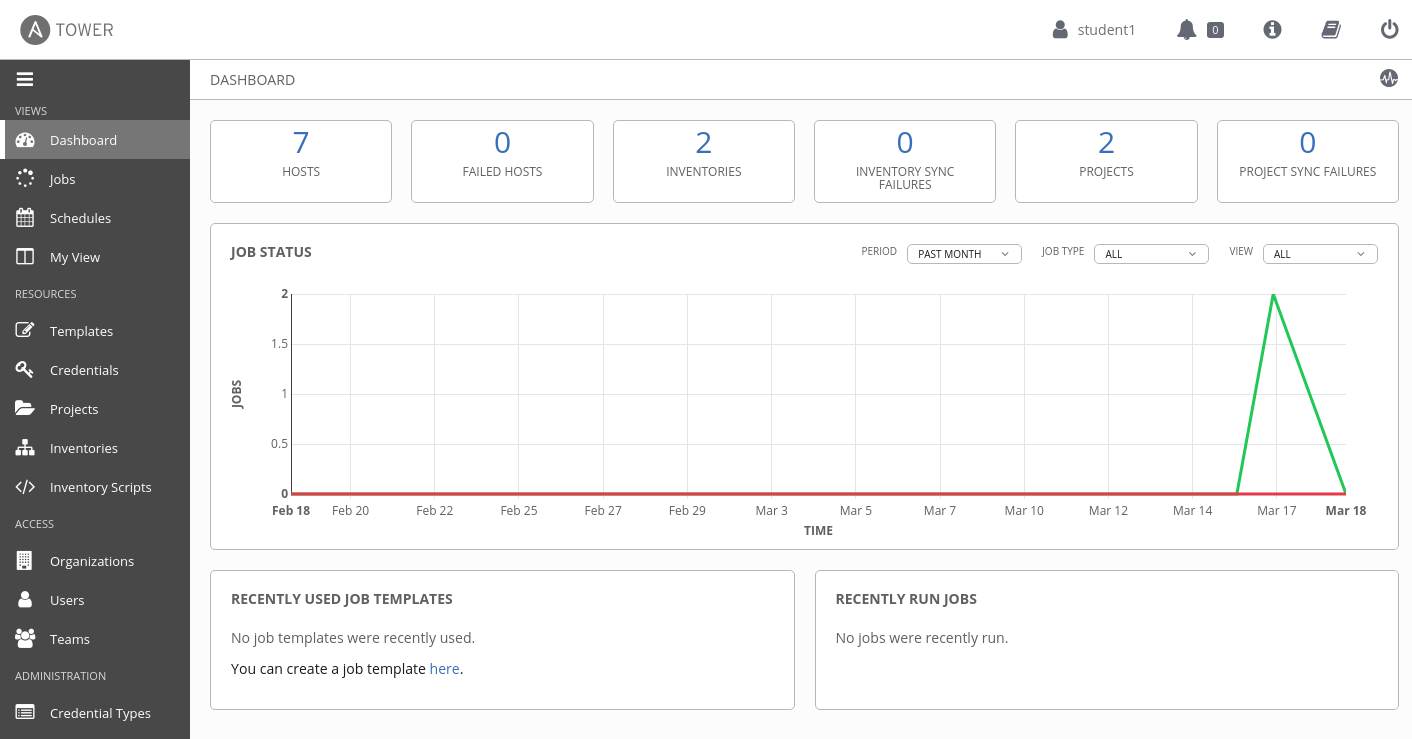 TOWER
student1
0
DASHBOARD
VIEWS
Dashboard
Jobs
Schedules
My View
RESOURCES
Templates
Credentials
Projects
Inventories
Inventory Scripts
ACCESS
Organizations
Users
Teams
ADMINISTRATION
Credential Types
7
HOSTS
0
FAILED HOSTS
2
INVENTORIES
0
INVENTORY SYNC
FAILURES
2
PROJECTS
0
PROJECT SYNC FAILURES
JOB STATUS
PERIOD PAST MONTH JOB TYPE ALL VIEW ALL
2
1.5
1
0.5
0
JOBS
Feb 18 Feb 20 Feb 22 Feb 25 Feb 27 Feb 29 Mar 3 Mar 5 Mar 7 Mar 10 Mar 12 Mar 14 Mar 17 Mar 18
TIME
RECENTLY USED JOB TEMPLATES
No job templates were recently used.
You can create a job template here.
RECENTLY RUN JOBS
No jobs were recently run.